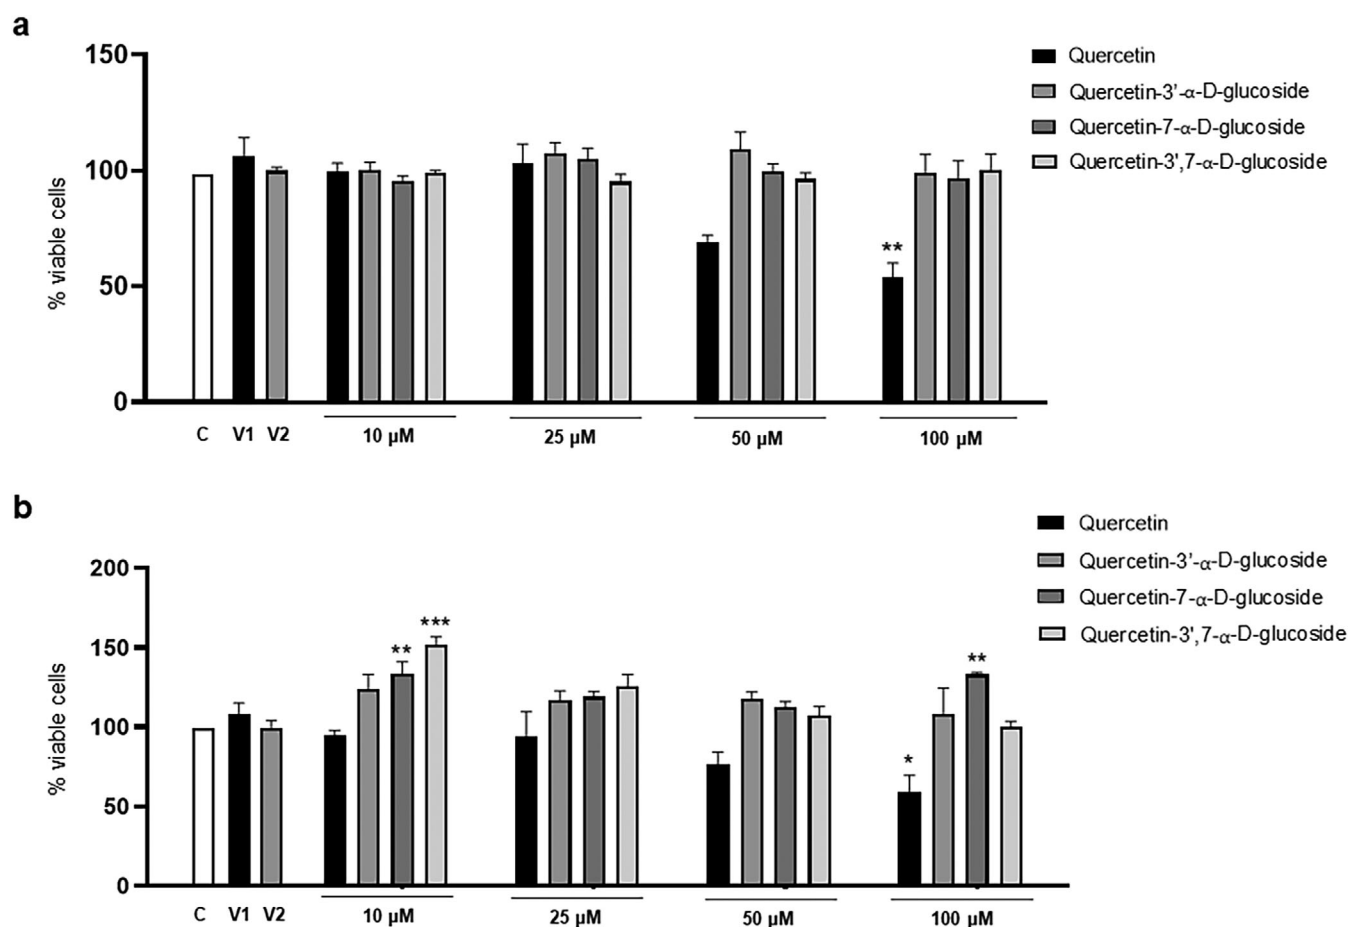 a
150
100
50
0
% viable cells
**
C V1 V2 10 µM 25 µM 50 µM 100 µM
Quercetin
Quercetin-3’-α-D-glucoside
Quercetin-7-α-D-glucoside
Quercetin-3',7-α-D-glucoside
b
200
150
100
50
0
% viable cells
** *** * **
C V1 V2 10 µM 25 µM 50 µM 100 µM
Quercetin
Quercetin-3’-α-D-glucoside
Quercetin-7-α-D-glucoside
Quercetin-3',7-α-D-glucoside